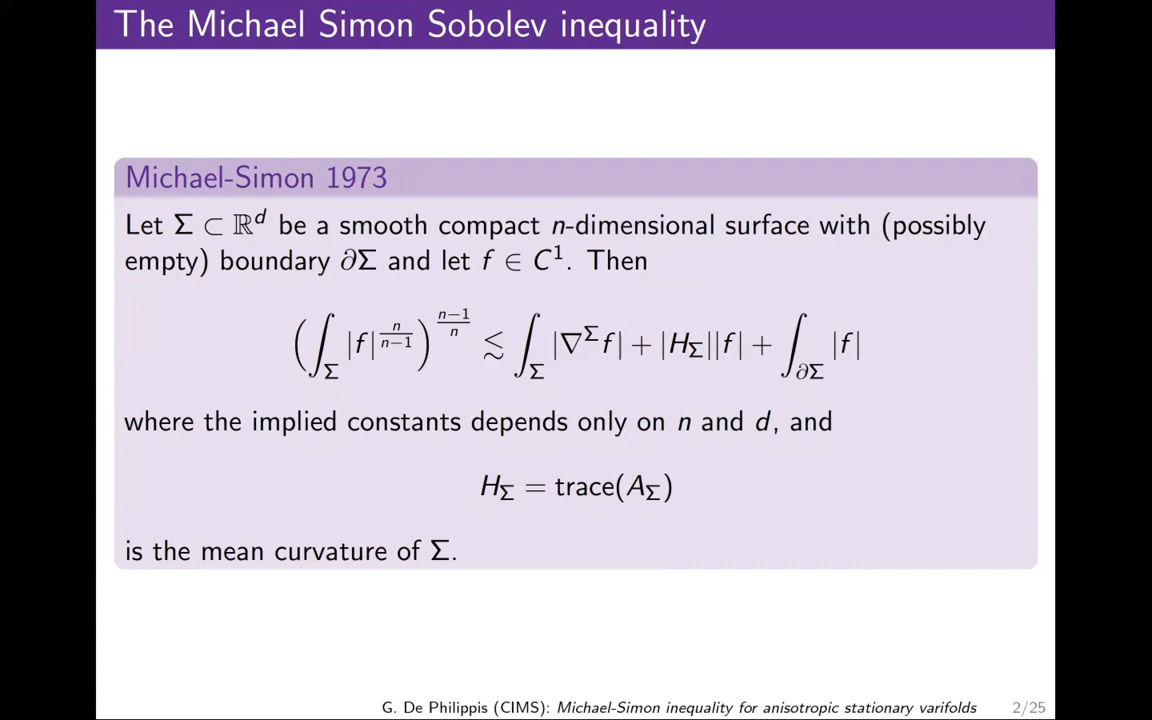 The Michael Simon Sobolev inequality
Michael-Simon 1973
Let Σ ⊂ ℝ^d be a smooth compact n-dimensional surface with (possibly
empty) boundary ∂Σ and let f ∈ C^1. Then
(∫_Σ |f|^{n/(n−1)})^{(n−1)/n} ≲ ∫_Σ |∇^Σ f| + |H_Σ||f| + ∫_{∂Σ} |f|
where the implied constants depends only on n and d, and
H_Σ = trace(A_Σ)
is the mean curvature of Σ.
G. De Philippis (CIMS): Michael-Simon inequality for anisotropic stationary varifolds 2/25